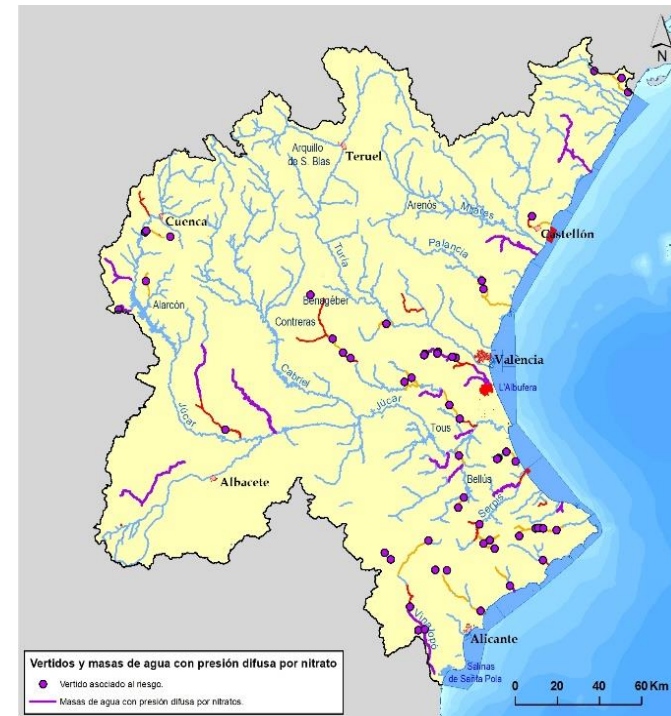 N
Arquillo
de S. Blas
Teruel
Arenós
Mijares
Cuenca
Castellón
Palancia
Turia
Alarcón
Benagéber
Contreras
València
L'Albufera
Cabriel
Júcar
Júcar
Tous
Albacete
Bellús
Serpis
Vinalopó
Alicante
Salinas
de Santa Pola
Vertidos y masas de agua con presión difusa por nitrato
Vertido asociado al riesgo.
Masas de agua con presión difusa por nitratos.
0 20 40 60 Km